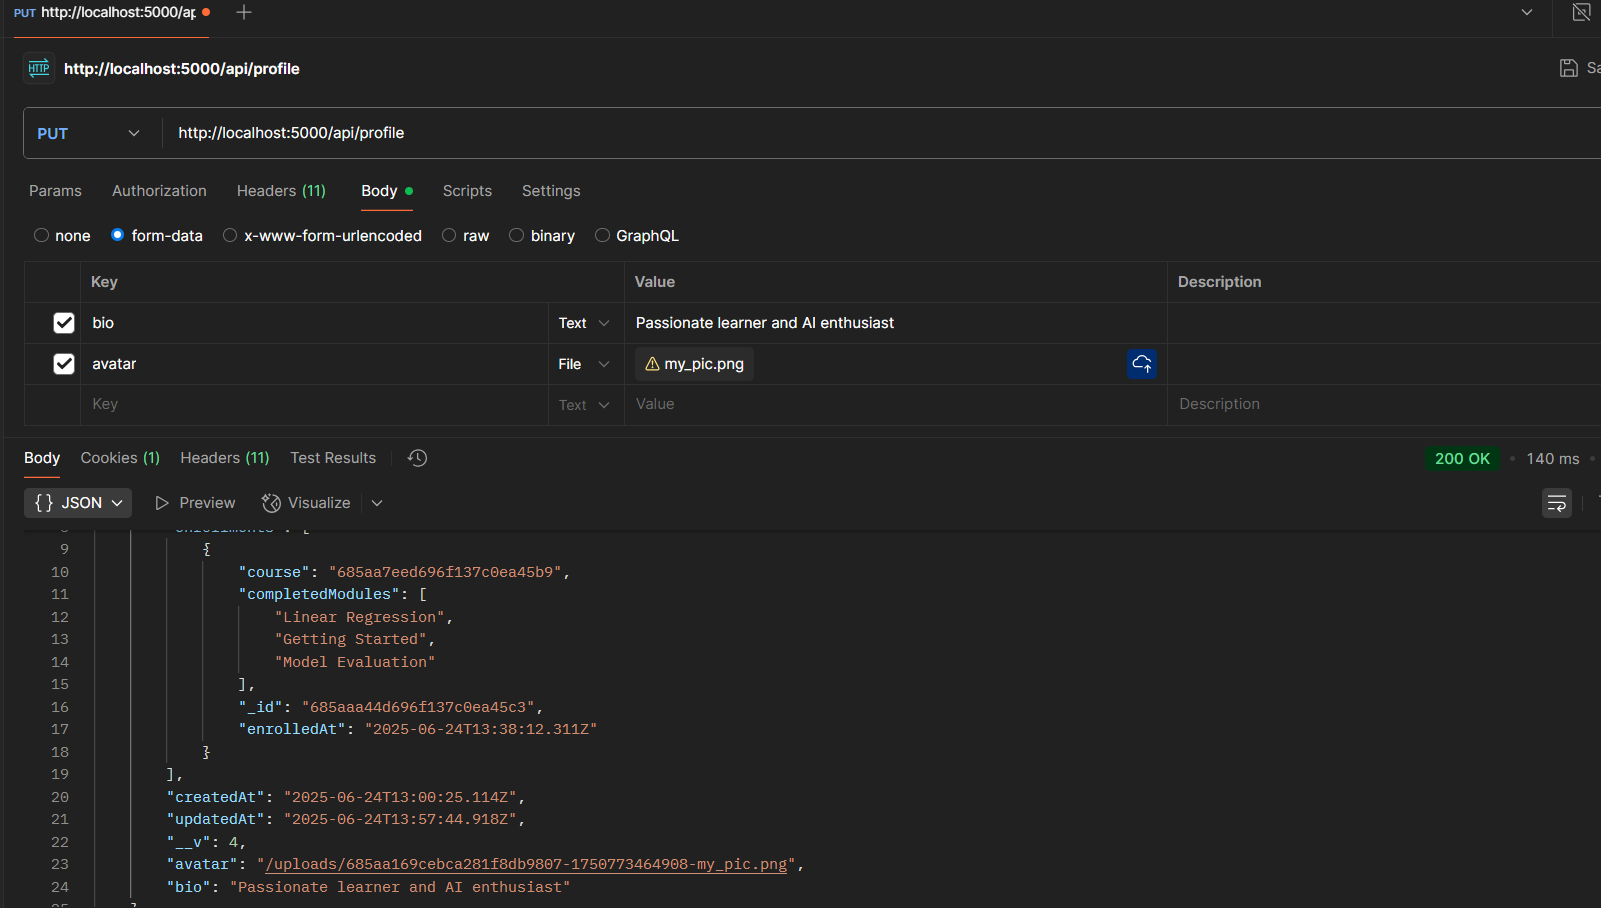 PUT http://localhost:5000/ap
HTTP http://localhost:5000/api/profile
PUT http://localhost:5000/api/profile
Params Authorization Headers (11) Body Scripts Settings
none form-data x-www-form-urlencoded raw binary GraphQL
Key Value Description
bio Text Passionate learner and AI enthusiast
avatar File my_pic.png
Key Text Value Description
Body Cookies (1) Headers (11) Test Results 200 OK 140 ms
{} JSON Preview Visualize
9 {
10 "course": "685aa7eed696f137c0ea45b9",
11 "completedModules": [
12 "Linear Regression",
13 "Getting Started",
14 "Model Evaluation"
15 ],
16 "_id": "685aaa44d696f137c0ea45c3",
17 "enrolledAt": "2025-06-24T13:38:12.311Z"
18 }
19 ],
20 "createdAt": "2025-06-24T13:00:25.114Z",
21 "updatedAt": "2025-06-24T13:57:44.918Z",
22 "__v": 4,
23 "avatar": "/uploads/685aa169cebca281f8db9807-1750773464908-my_pic.png",
24 "bio": "Passionate learner and AI enthusiast"